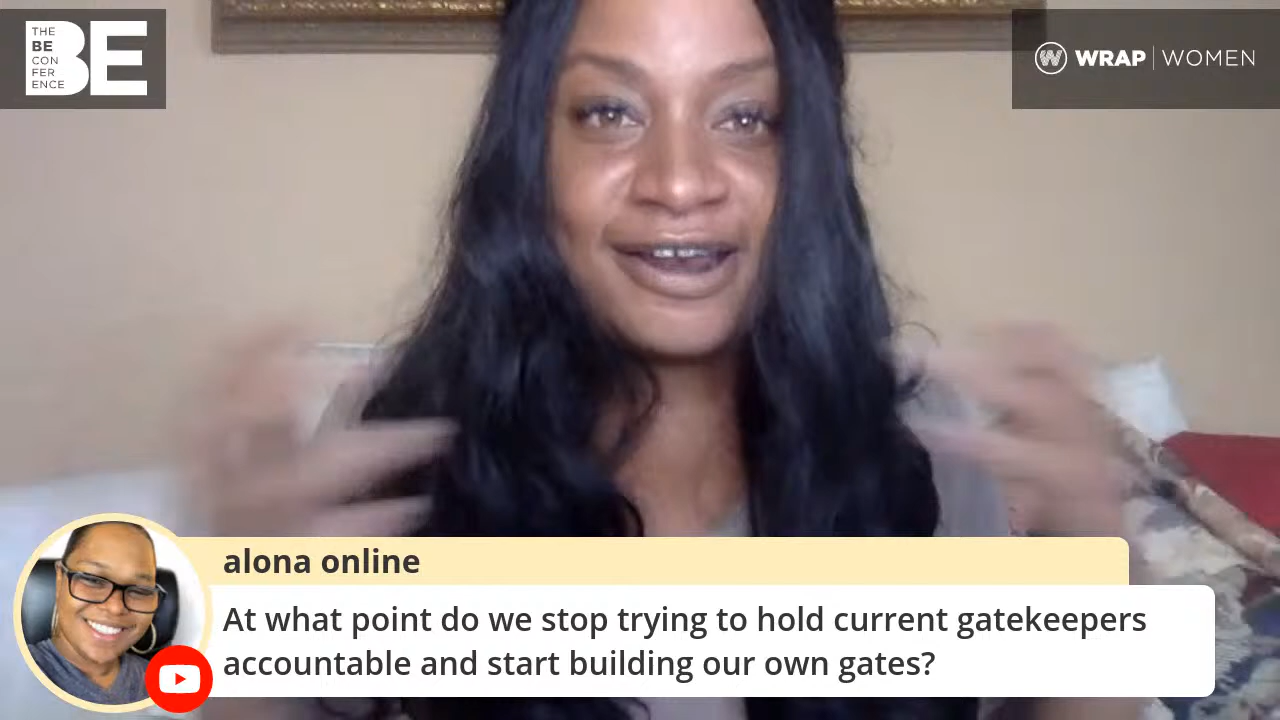 THE
BE
CON
FER
ENCE
BE
W WRAP | WOMEN
alona online
At what point do we stop trying to hold current gatekeepers
accountable and start building our own gates?